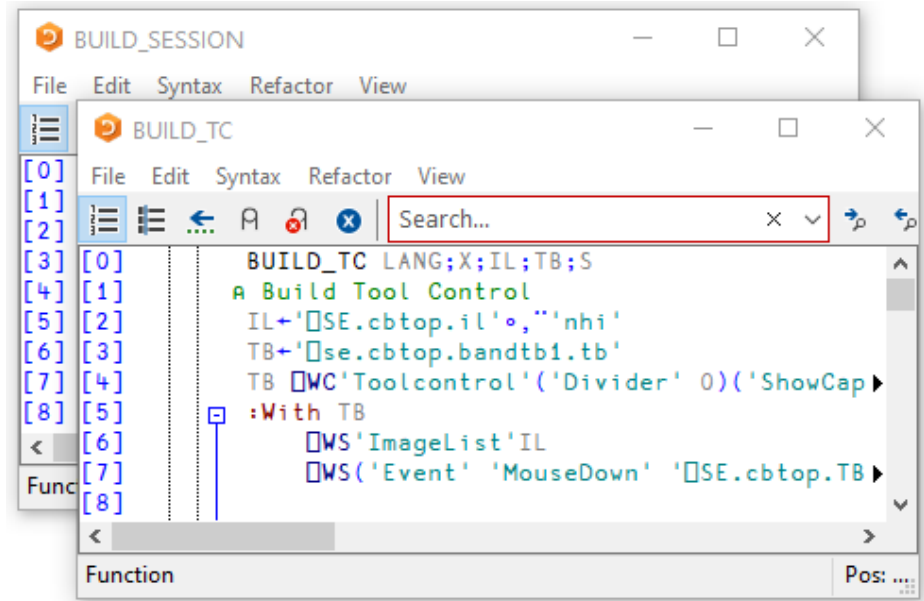 BUILD_SESSION
File Edit Syntax Refactor View
BUILD_TC
File Edit Syntax Refactor View
Search...
[0]
[1]
[2]
[3]
[4]
[5]
[6]
[7]
[8]
[0] BUILD_TC LANG;X;IL;TB;S
[1] ⍝ Build Tool Control
[2] IL←'⎕SE.cbtop.il'∘,¨'nhi'
[3] TB←'⎕se.cbtop.bandtb1.tb'
[4] TB ⎕WC'Toolcontrol'('Divider' 0)('ShowCap
[5] :With TB
[6] ⎕WS'ImageList'IL
[7] ⎕WS('Event' 'MouseDown' '⎕SE.cbtop.TB
[8]
Func
Function Pos: ...